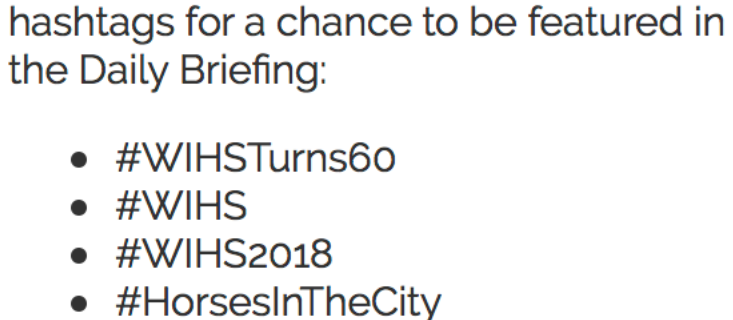 hashtags for a chance to be featured in
the Daily Briefing:
• #WIHSTurns60
• #WIHS
• #WIHS2018
• #HorsesInTheCity